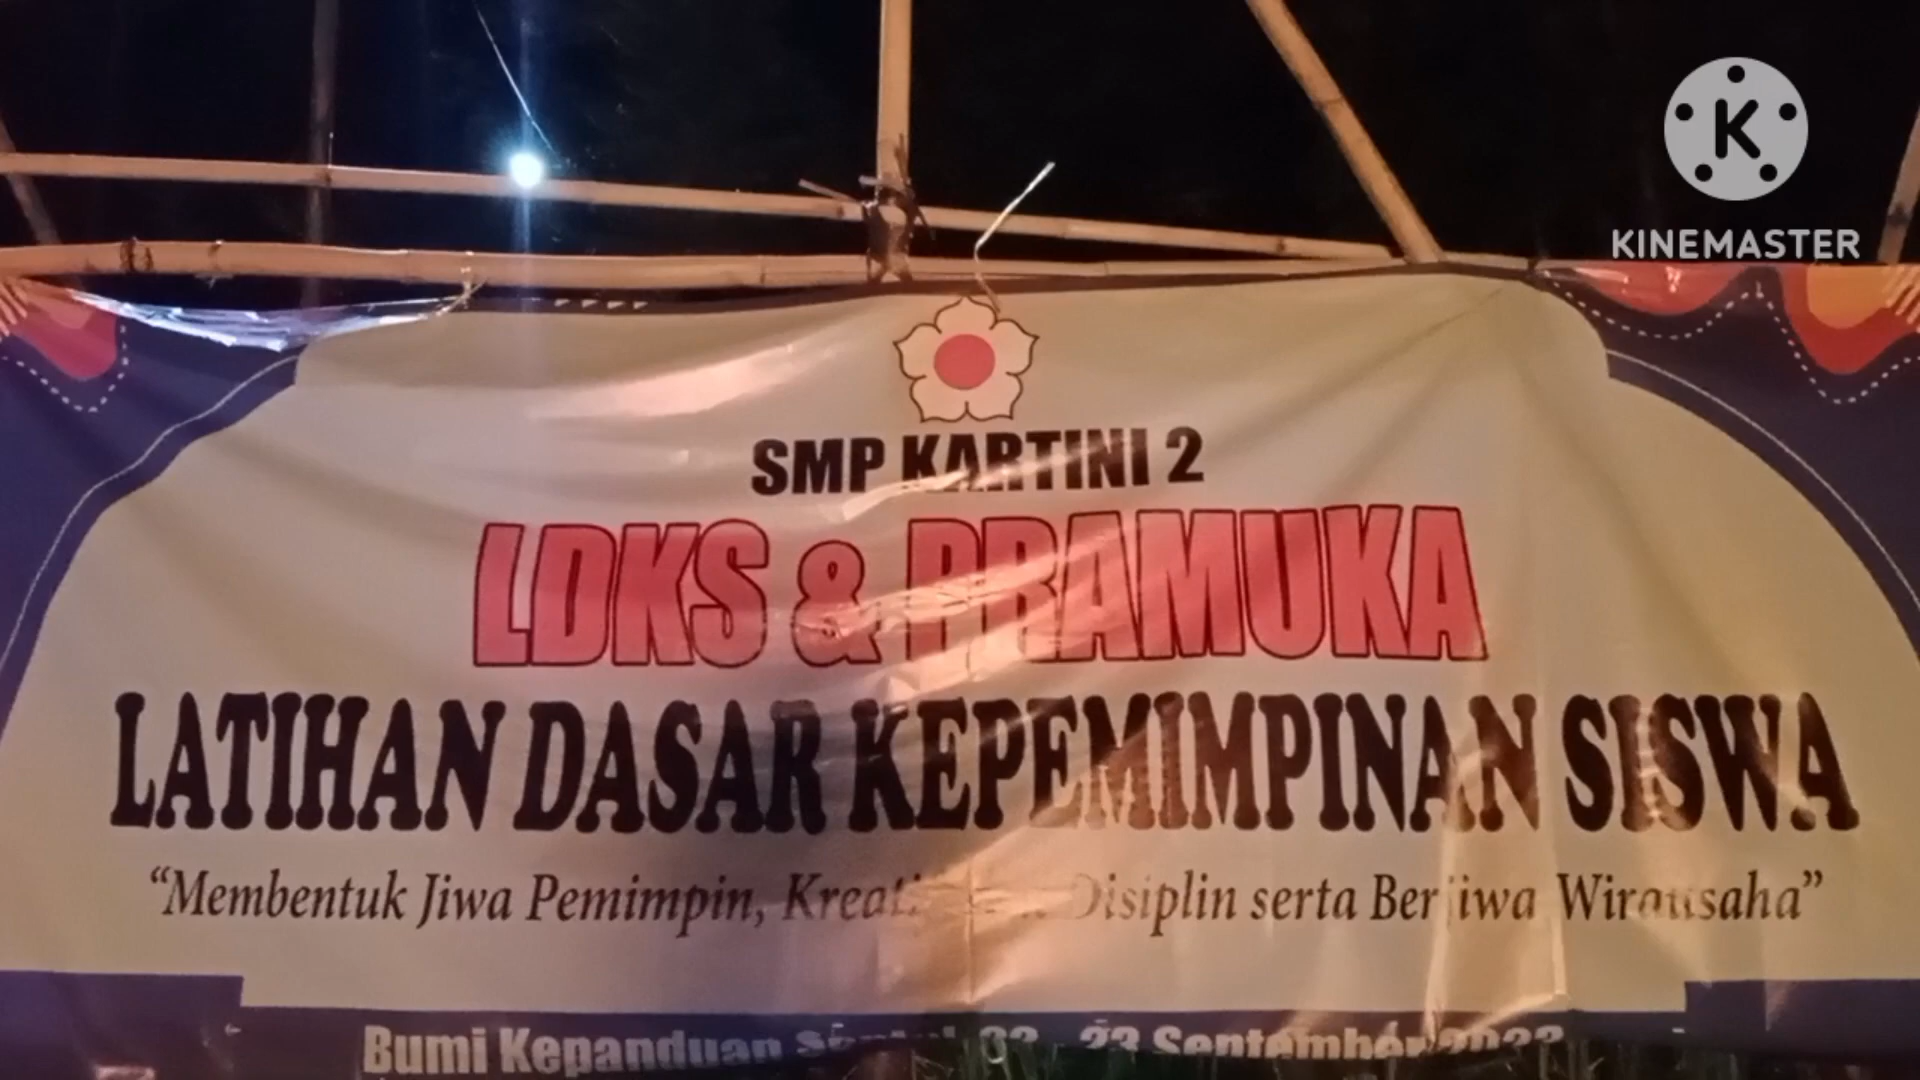 KINEMASTER
SMP KARTINI 2
LDKS & PRAMUKA
LATIHAN DASAR KEPEMIMPINAN SISWA
“Membentuk Jiwa Pemimpin, Disiplin serta Berjiwa Wirausaha”
Bumi Kepanduan 23 September